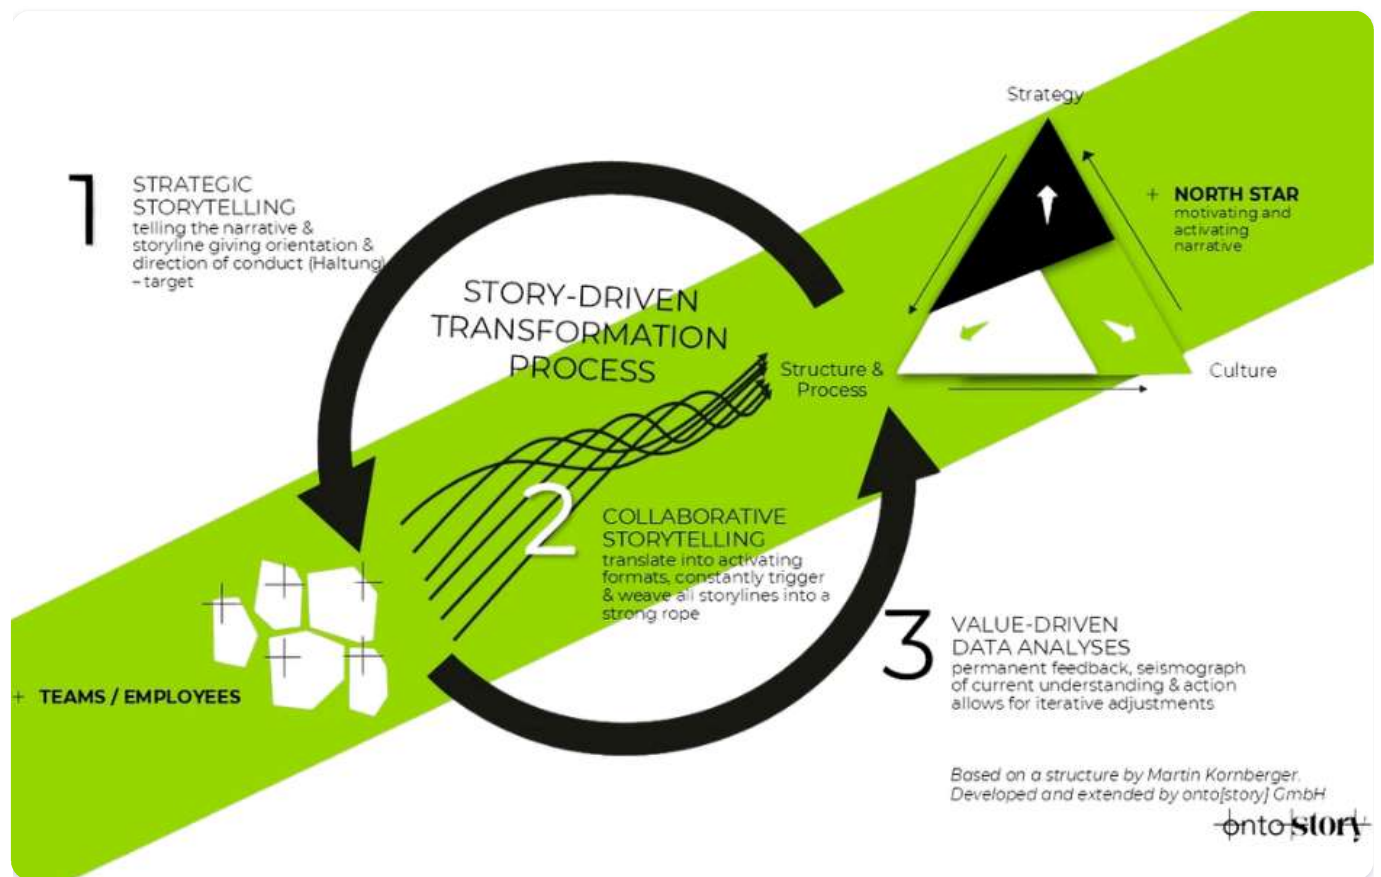 Strategy
1
STRATEGIC
STORYTELLING
telling the narrative &
storyline giving orientation &
direction of conduct (Haltung)
– target
+ NORTH STAR
motivating and
activating
narrative
STORY-DRIVEN
TRANSFORMATION
PROCESS
Structure &
Process
Culture
2
COLLABORATIVE
STORYTELLING
translate into activating
formats, constantly trigger
& weave all storylines into a
strong rope
3
VALUE-DRIVEN
DATA ANALYSES
permanent feedback, seismograph
of current understanding & action
allows for iterative adjustments
+ TEAMS / EMPLOYEES
Based on a structure by Martin Kornberger.
Developed and extended by onto[story] GmbH
onto story